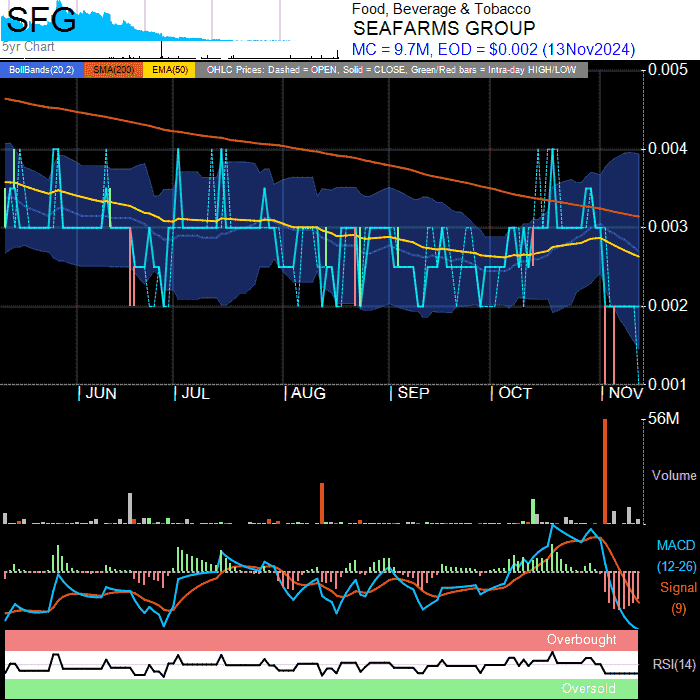 SFG
Food, Beverage & Tobacco
SEAFARMS GROUP
5yr Chart
MC = 9.7M, EOD = $0.002 (13Nov2024)
BollBands(20,2) SMA(200) EMA(50) OHLC Prices: Dashed = OPEN, Solid = CLOSE, Green/Red bars = Intra-day HIGH/LOW
0.005
0.004
0.003
0.002
0.001
JUN JUL AUG SEP OCT NOV
56M
Volume
MACD
(12-26)
Signal
(9)
Overbought
RSI(14)
Oversold